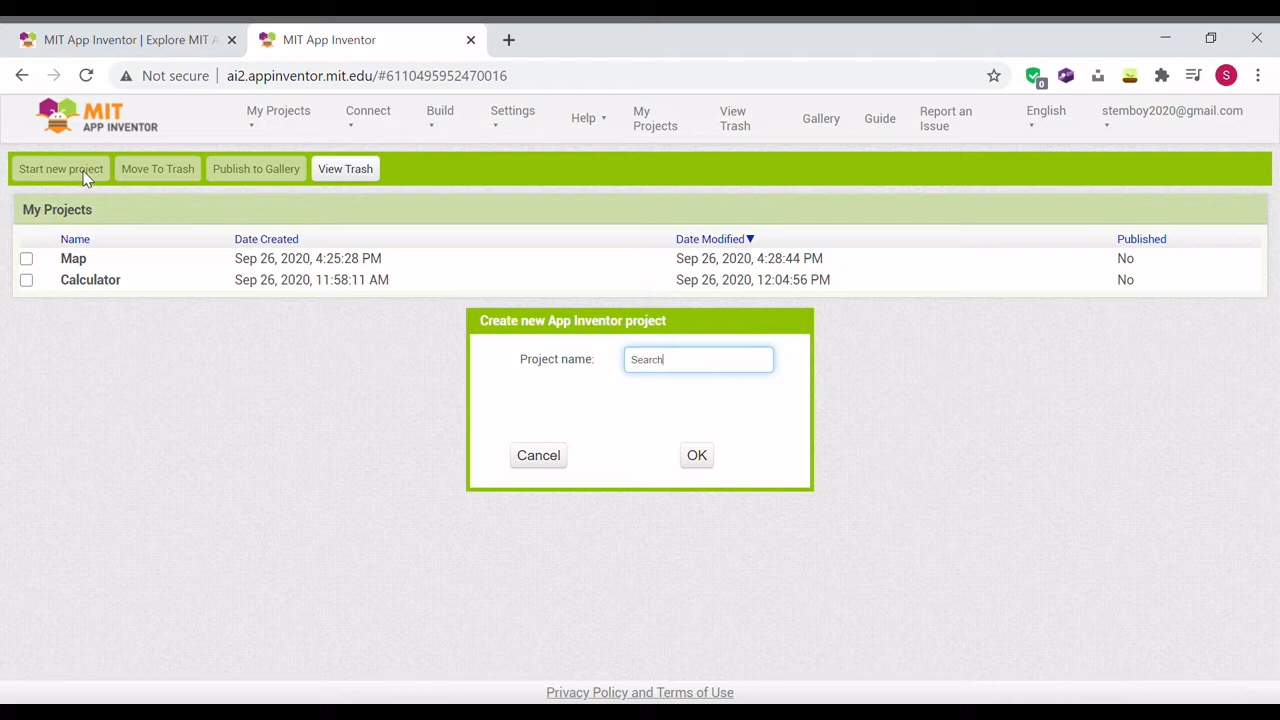 MIT App Inventor | Explore MIT A
MIT App Inventor
Not secure ai2.appinventor.mit.edu/#6110495952470016
0
S
MIT
APP INVENTOR
My Projects Connect Build Settings Help My Projects View Trash Gallery Guide Report an Issue English stemboy2020@gmail.com
Start new project Move To Trash Publish to Gallery View Trash
My Projects
Name Date Created Date Modified Published
Map Sep 26, 2020, 4:25:28 PM Sep 26, 2020, 4:28:44 PM No
Calculator Sep 26, 2020, 11:58:11 AM Sep 26, 2020, 12:04:56 PM No
Create new App Inventor project
Project name: Search
Cancel OK
Privacy Policy and Terms of Use